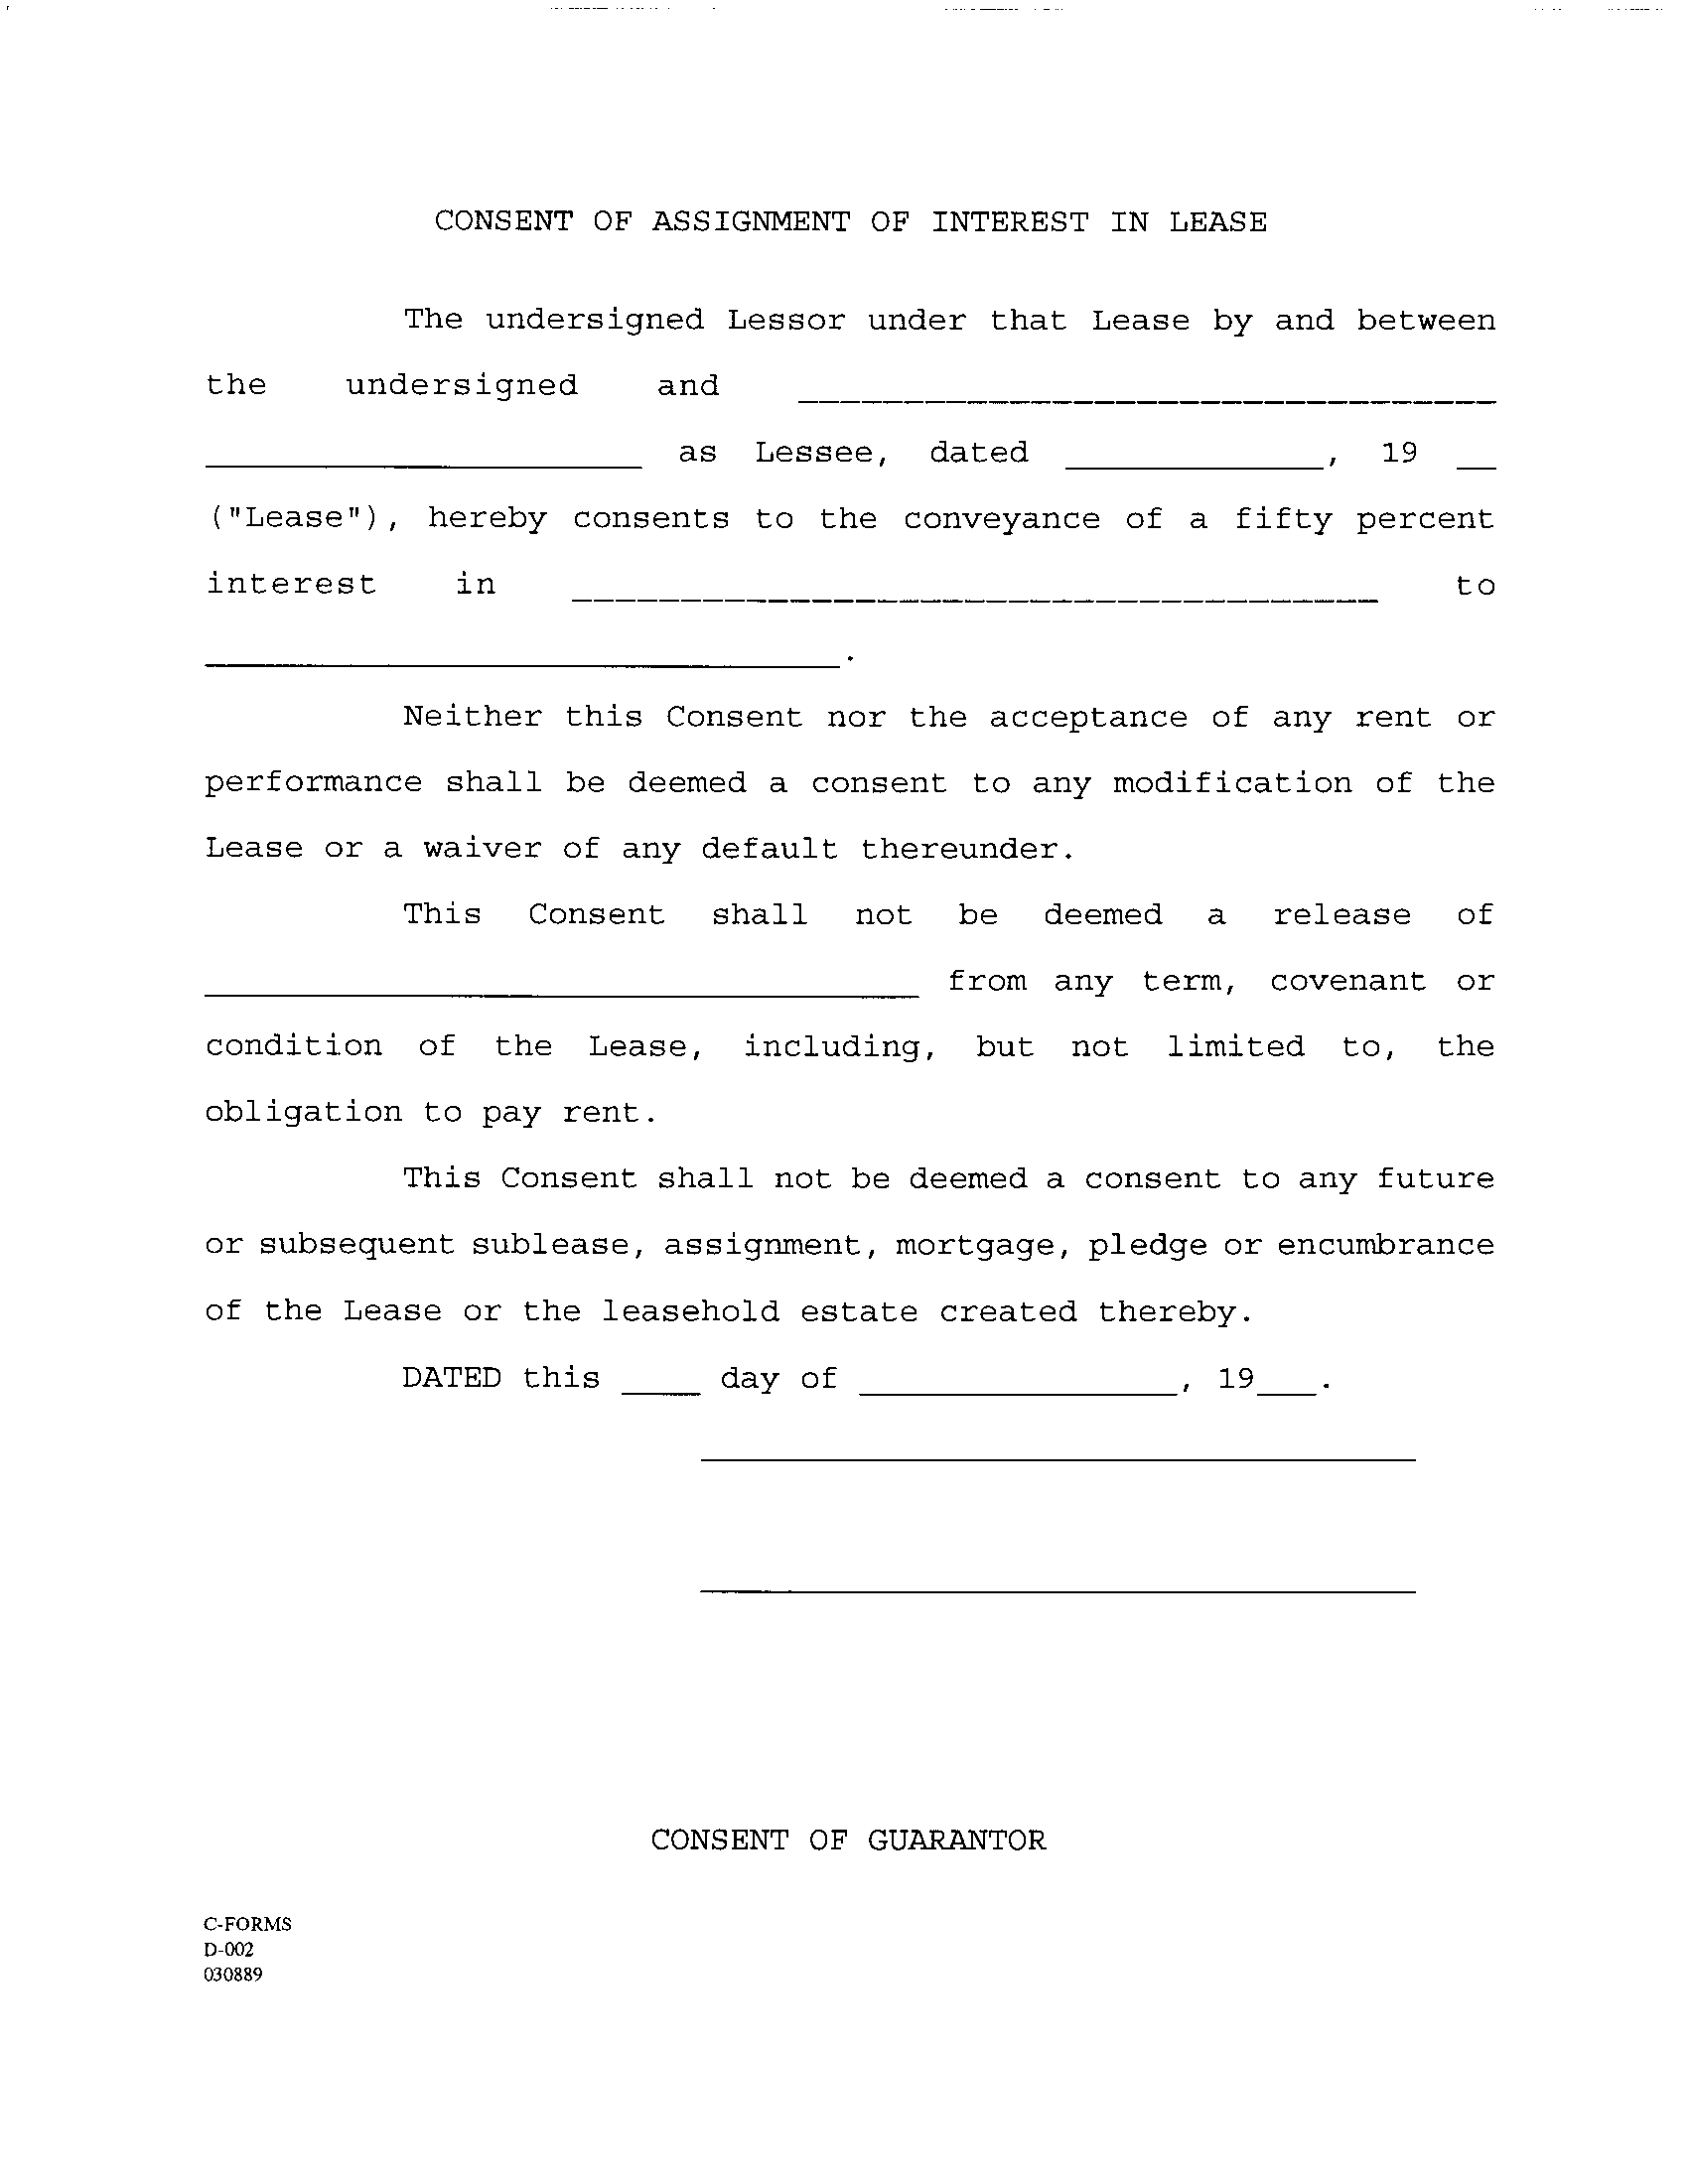 CONSENT OF ASSIGNMENT OF INTEREST IN LEASE
The undersigned Lessor under that Lease by and between
the undersigned and ________________________________
______________________ as Lessee, dated _____________, 19 __
("Lease"), hereby consents to the conveyance of a fifty percent
interest in _____________________________________ to
________________________________.
Neither this Consent nor the acceptance of any rent or
performance shall be deemed a consent to any modification of the
Lease or a waiver of any default thereunder.
This Consent shall not be deemed a release of
____________________________________ from any term, covenant or
condition of the Lease, including, but not limited to, the
obligation to pay rent.
This Consent shall not be deemed a consent to any future
or subsequent sublease, assignment, mortgage, pledge or encumbrance
of the Lease or the leasehold estate created thereby.
DATED this ____ day of ________________, 19___.
____________________________________
____________________________________
CONSENT OF GUARANTOR
C-FORMS
D-002
030889